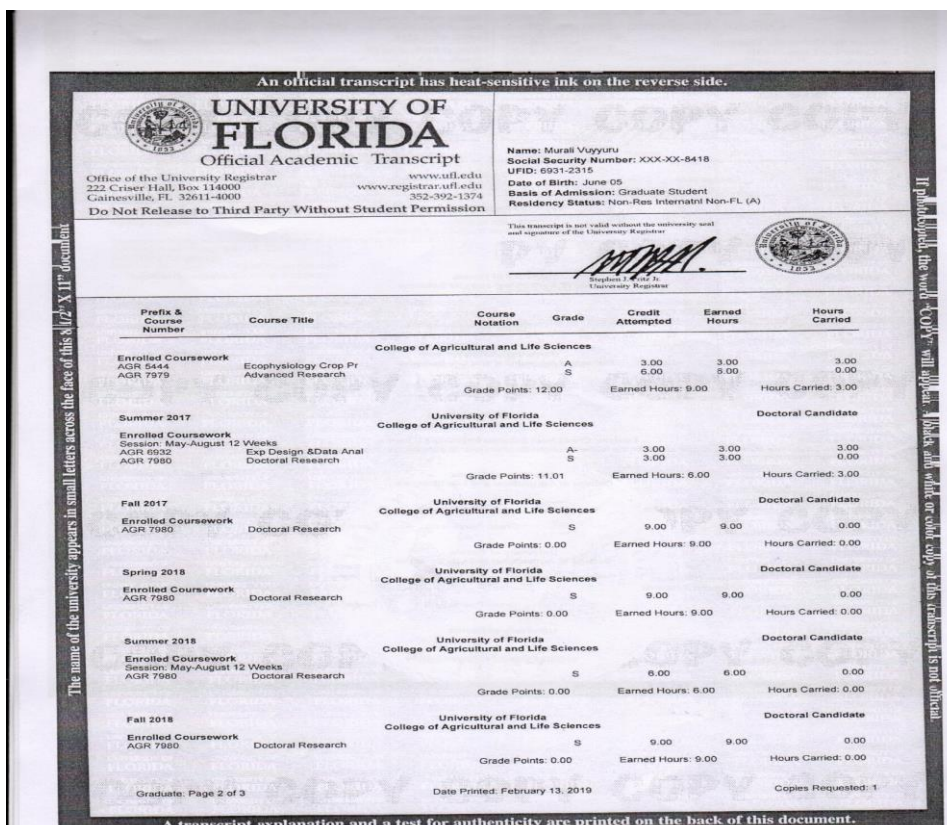 An official transcript has heat-sensitive ink on the reverse side.
UNIVERSITY OF
FLORIDA
Official Academic Transcript
Office of the University Registrar www.ufl.edu
222 Criser Hall, Box 114000 www.registrar.ufl.edu
Gainesville, FL 32611-4000 352-392-1374
Do Not Release to Third Party Without Student Permission
Name: Murali Vuyyuru
Social Security Number: XXX-XX-8418
UFID: 6931-2315
Date of Birth: June 05
Basis of Admission: Graduate Student
Residency Status: Non-Res Internatnl Non-FL (A)
This transcript is not valid without the university seal
and signature of the University Registrar
Stephen J. Pritz Jr.
University Registrar
Prefix & Course Number Course Title Course Notation Grade Credit Attempted Earned Hours Hours Carried
College of Agricultural and Life Sciences
Enrolled Coursework
AGR 5444 Ecophysiology Crop Pr A 3.00 3.00 3.00
AGR 7979 Advanced Research S 6.00 6.00 0.00
Grade Points: 12.00 Earned Hours: 9.00 Hours Carried: 3.00
Summer 2017 University of Florida Doctoral Candidate
College of Agricultural and Life Sciences
Enrolled Coursework
Session: May-August 12 Weeks
AGR 6932 Exp Design &Data Anal A- 3.00 3.00 3.00
AGR 7980 Doctoral Research S 3.00 3.00 0.00
Grade Points: 11.01 Earned Hours: 6.00 Hours Carried: 3.00
Fall 2017 University of Florida Doctoral Candidate
College of Agricultural and Life Sciences
Enrolled Coursework
AGR 7980 Doctoral Research S 9.00 9.00 0.00
Grade Points: 0.00 Earned Hours: 9.00 Hours Carried: 0.00
Spring 2018 University of Florida Doctoral Candidate
College of Agricultural and Life Sciences
Enrolled Coursework
AGR 7980 Doctoral Research S 9.00 9.00 0.00
Grade Points: 0.00 Earned Hours: 9.00 Hours Carried: 0.00
Summer 2018 University of Florida Doctoral Candidate
College of Agricultural and Life Sciences
Enrolled Coursework
Session: May-August 12 Weeks
AGR 7980 Doctoral Research S 6.00 6.00 0.00
Grade Points: 0.00 Earned Hours: 6.00 Hours Carried: 0.00
Fall 2018 University of Florida Doctoral Candidate
College of Agricultural and Life Sciences
Enrolled Coursework
AGR 7980 Doctoral Research S 9.00 9.00 0.00
Grade Points: 0.00 Earned Hours: 9.00 Hours Carried: 0.00
Graduate: Page 2 of 3 Date Printed: February 13, 2019 Copies Requested: 1
A transcript explanation and a test for authenticity are printed on the back of this document.
The name of the university appears in small letters across the face of this 8 1/2" X 11" document
If photocopied, the word "COPY" will appear. A black and white or color copy of this transcript is not official